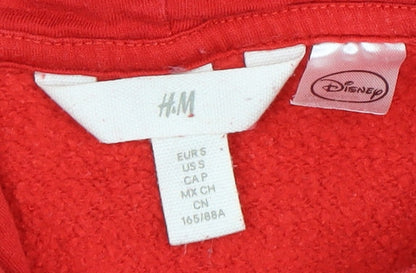 H&M
Disney
EUR S
US S
CA P
MX CH
CN
165/88A